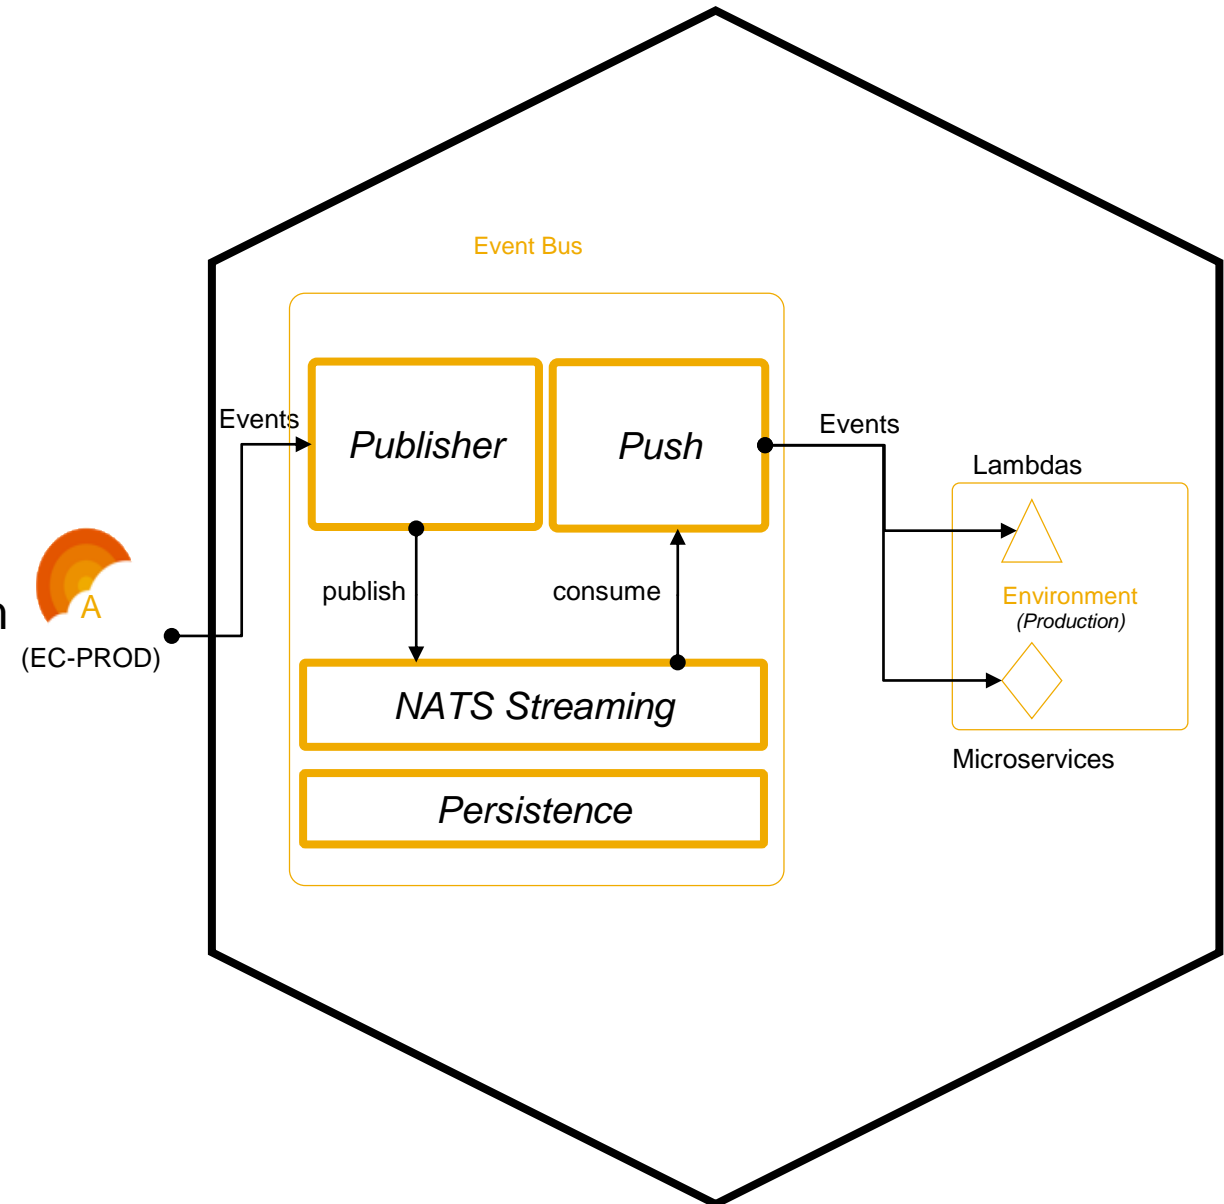 Event Bus
Events
Publisher
Push
Events
Lambdas
publish
consume
Environment
(Production)
A
(EC-PROD)
NATS Streaming
Microservices
Persistence